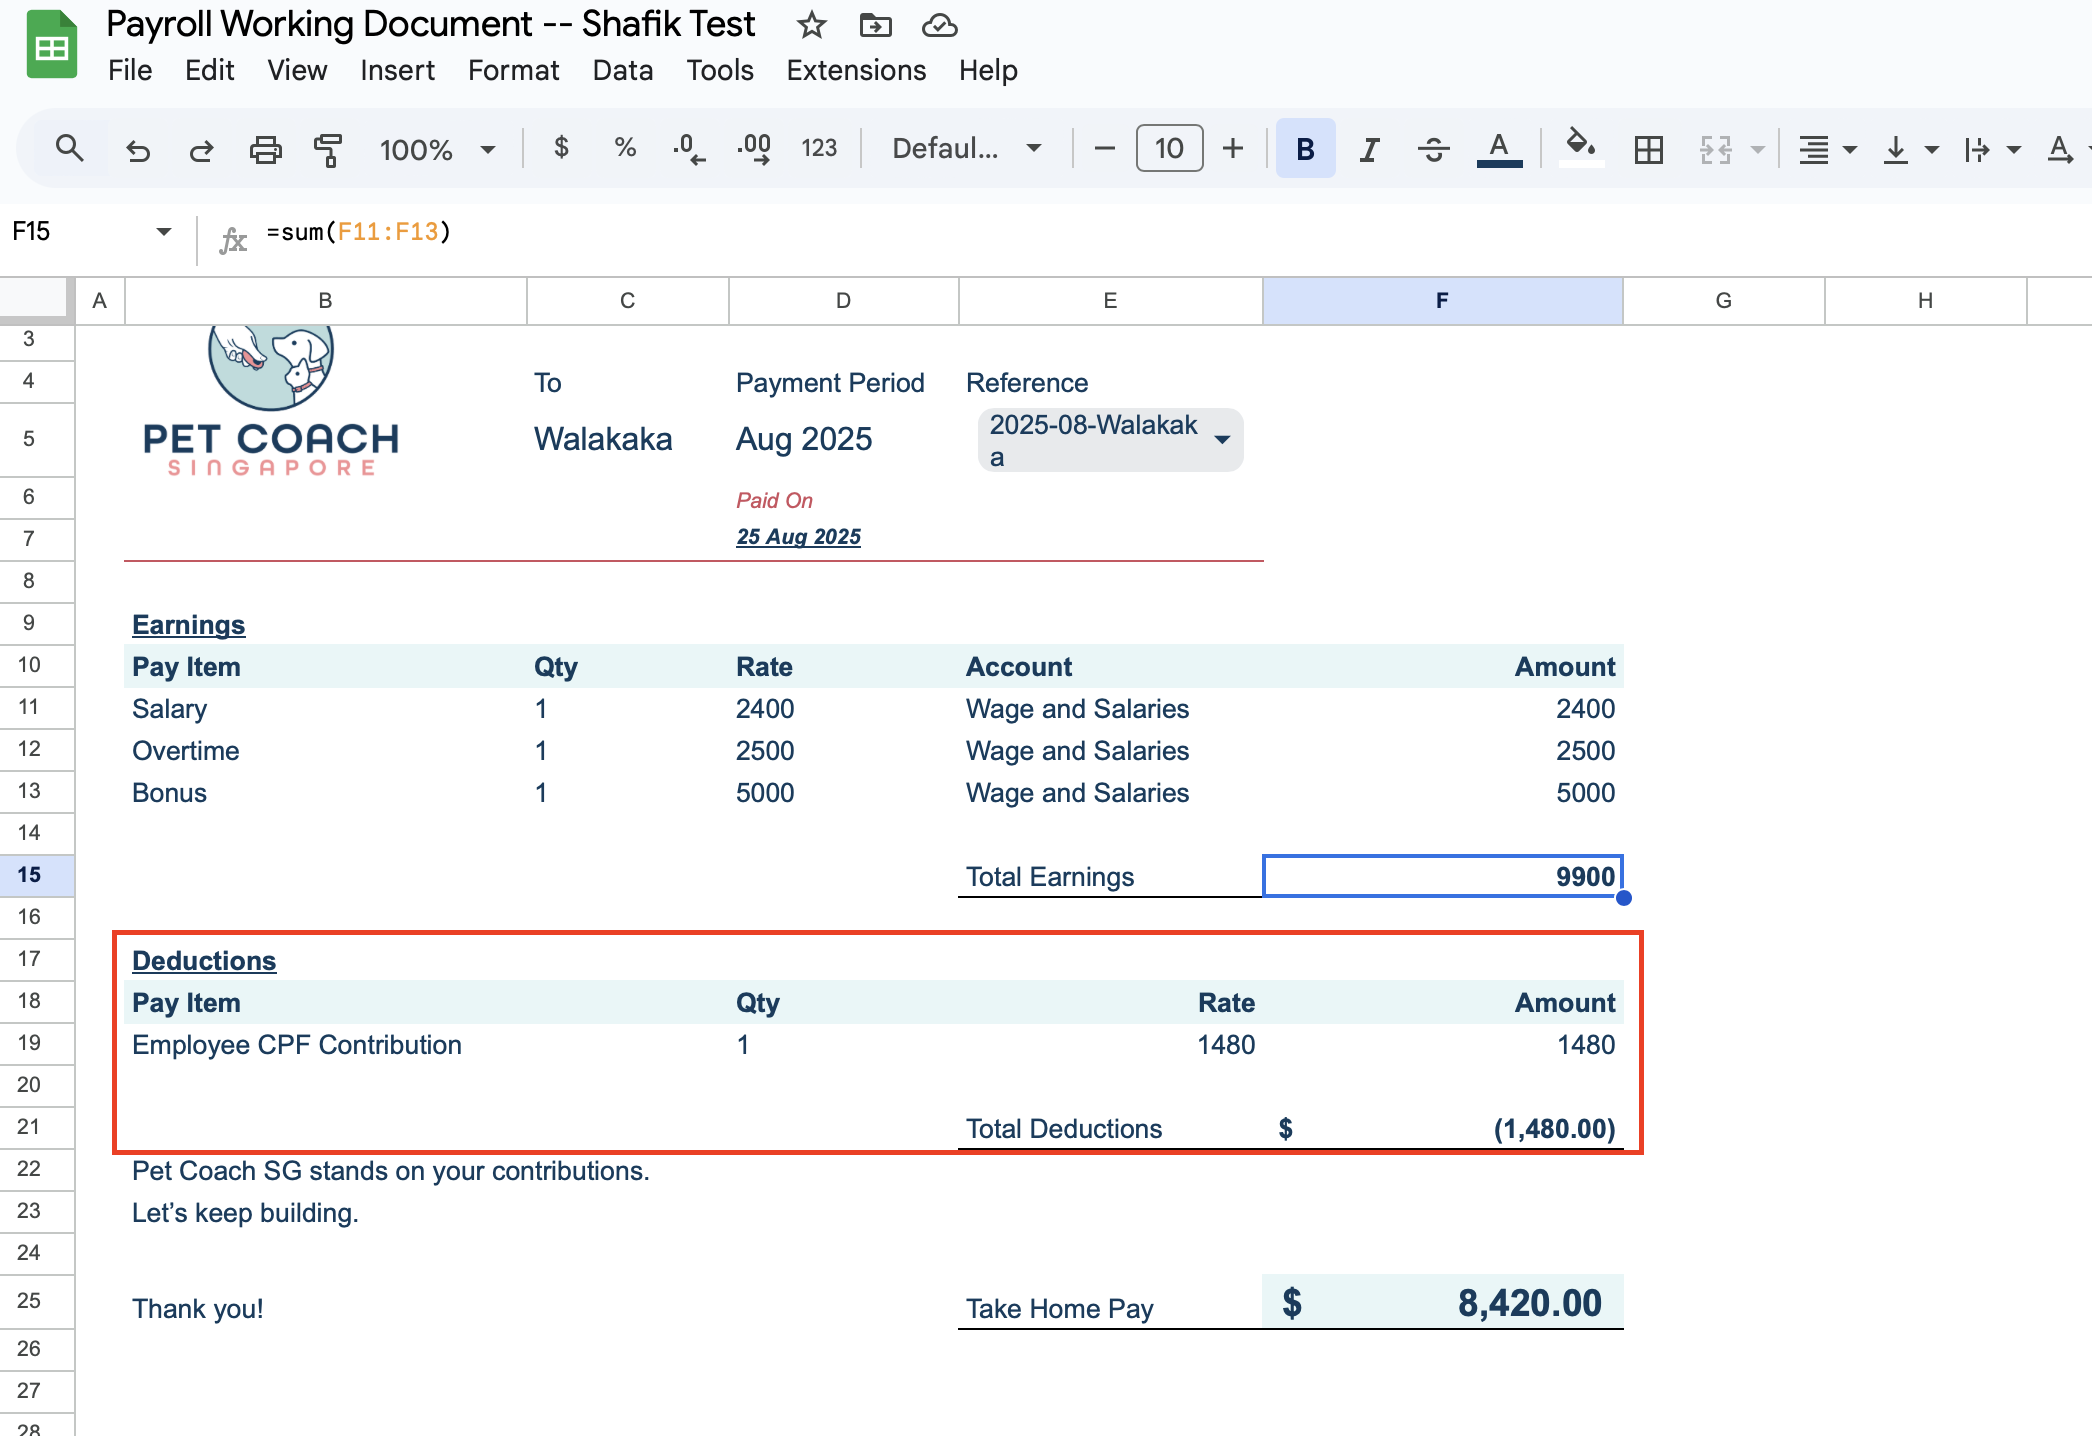 Payroll Working Document -- Shafik Test
File Edit View Insert Format Data Tools Extensions Help
100% $ % .0 .00 123 Defaul... 10 B I A A
F15 fx =sum(F11:F13)
A B C D E F G H
3
4 To Payment Period Reference
5 PET COACH SINGAPORE Walakaka Aug 2025 2025-08-Walakak
a
6 Paid On
7 25 Aug 2025
8
9 Earnings
10 Pay Item Qty Rate Account Amount
11 Salary 1 2400 Wage and Salaries 2400
12 Overtime 1 2500 Wage and Salaries 2500
13 Bonus 1 5000 Wage and Salaries 5000
14
15 Total Earnings 9900
16
17 Deductions
18 Pay Item Qty Rate Amount
19 Employee CPF Contribution 1 1480 1480
20
21 Total Deductions $ (1,480.00)
22 Pet Coach SG stands on your contributions.
23 Let’s keep building.
24
25 Thank you! Take Home Pay $ 8,420.00
26
27
28